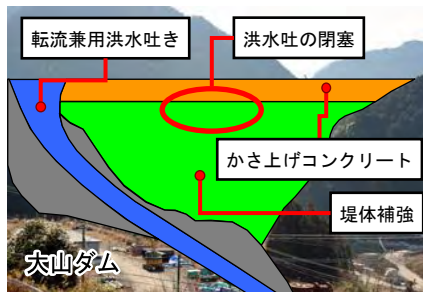 転流兼用洪水吐き
洪水吐の閉塞
かさ上げコンクリート
堤体補強
大山ダム